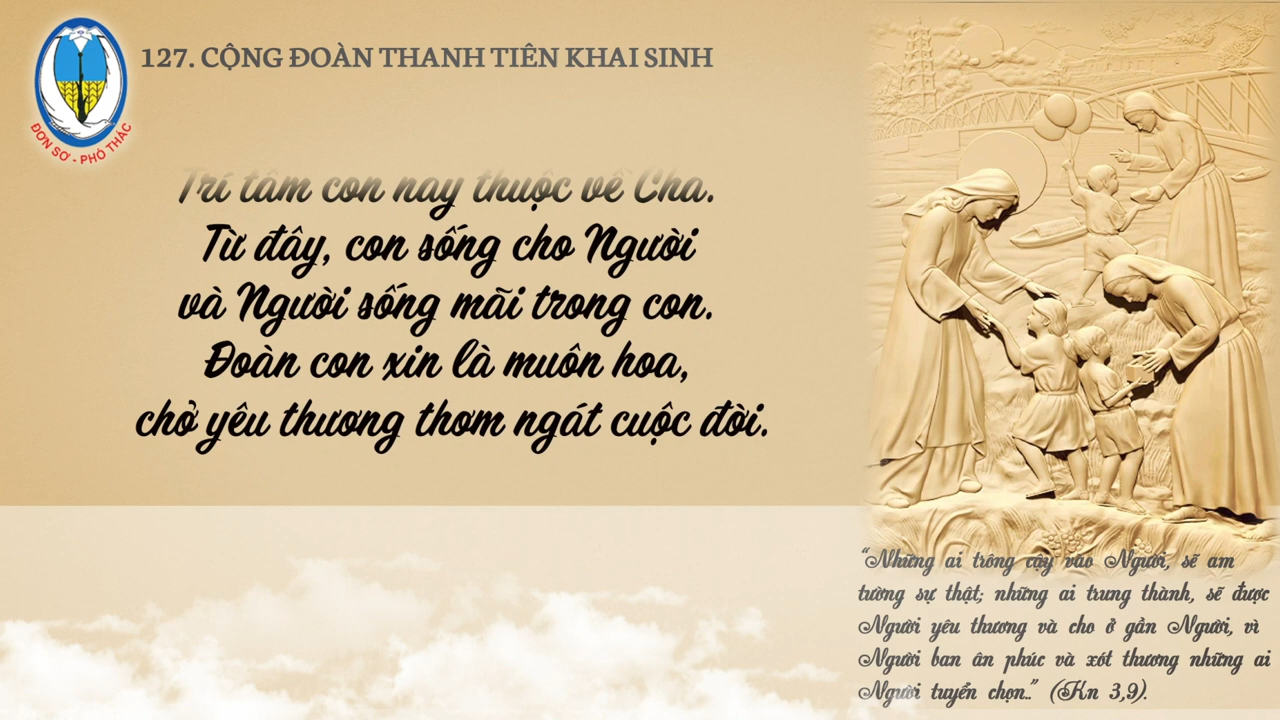 127. CỘNG ĐOÀN THANH TIÊN KHAI SINH
ĐƠN SƠ - PHÓ THÁC
Trí tâm con nay thuộc về Cha.
Từ đây, con sống cho Người
và Người sống mãi trong con.
Đoàn con xin là muôn hoa,
chở yêu thương thơm ngát cuộc đời.
“Những ai trông cậy vào Người, sẽ am
tường sự thật; những ai trung thành, sẽ được
Người yêu thương và cho ở gần Người, vì
Người ban ân phúc và xót thương những ai
Người tuyển chọn.” (Kn 3,9).